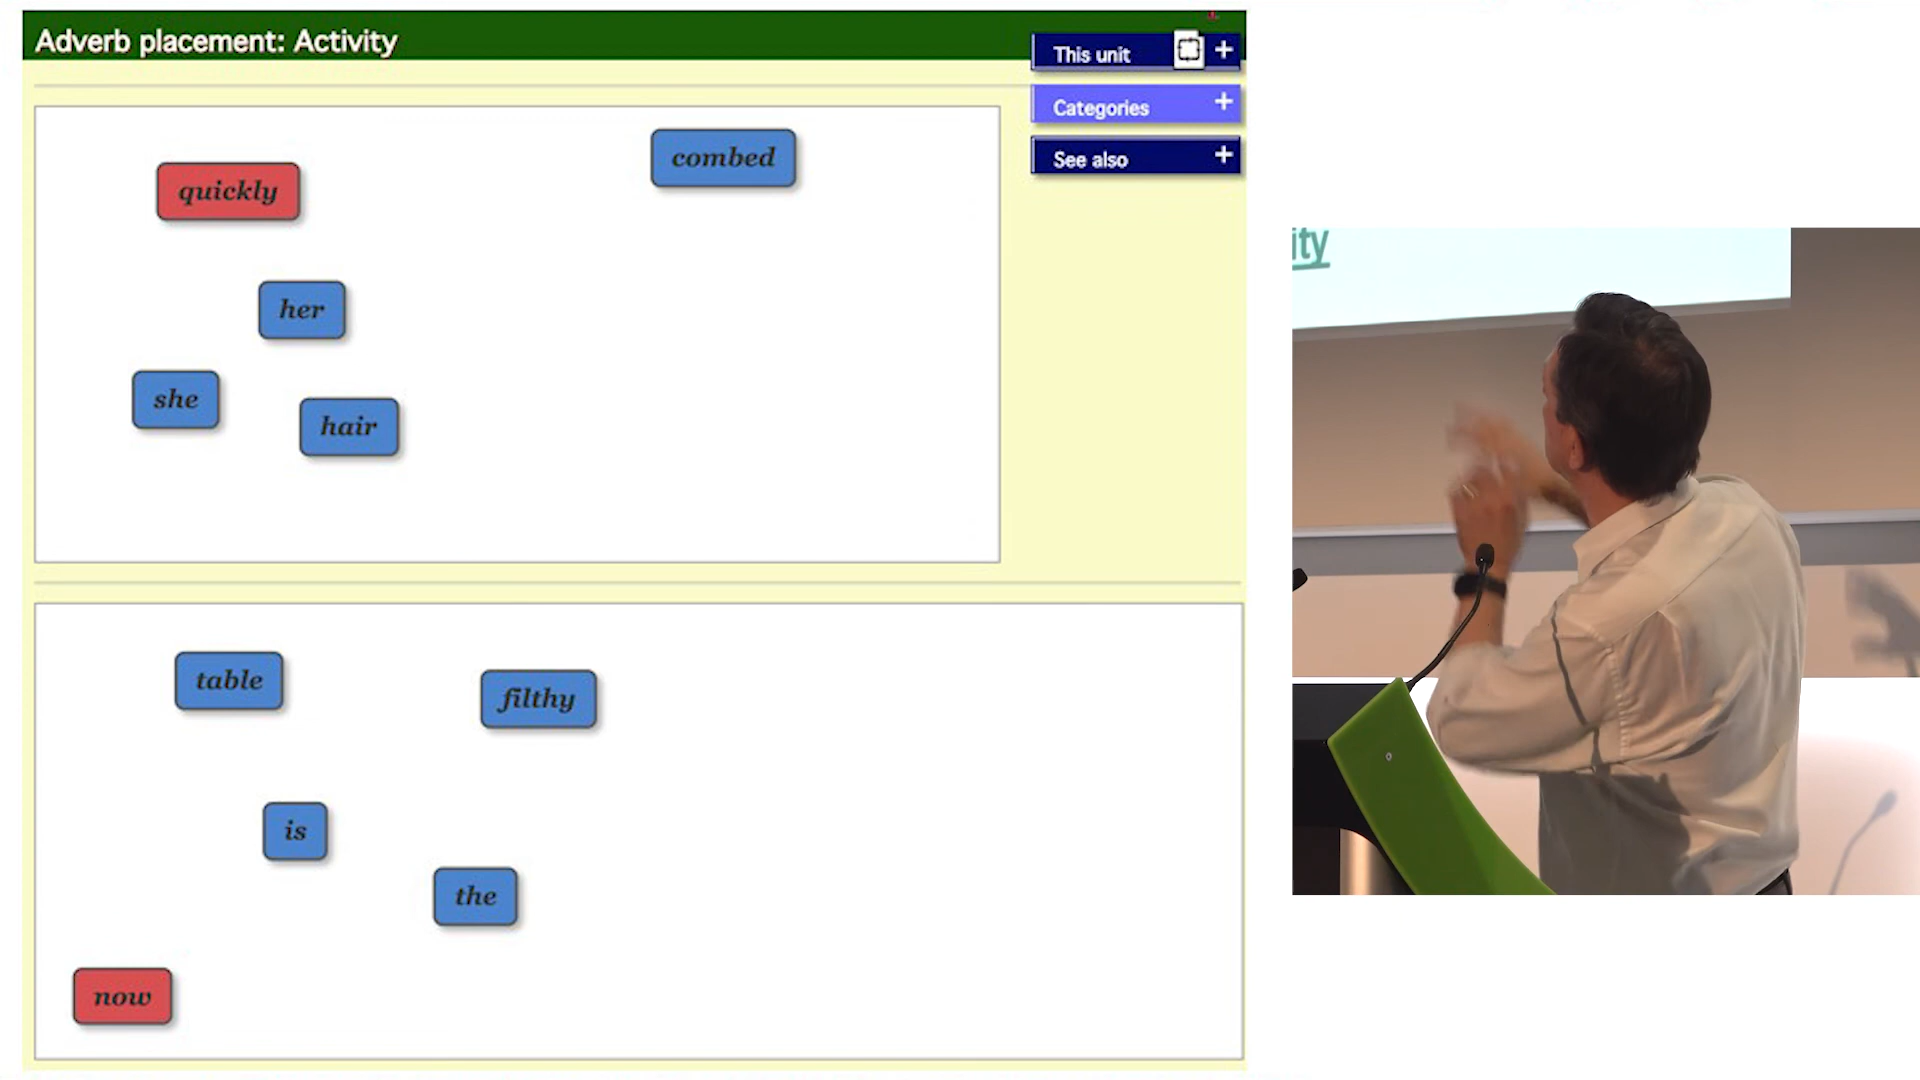 Adverb placement: Activity
This unit
Categories
See also
combed
quickly
her
she
hair
table
filthy
is
the
now
ity